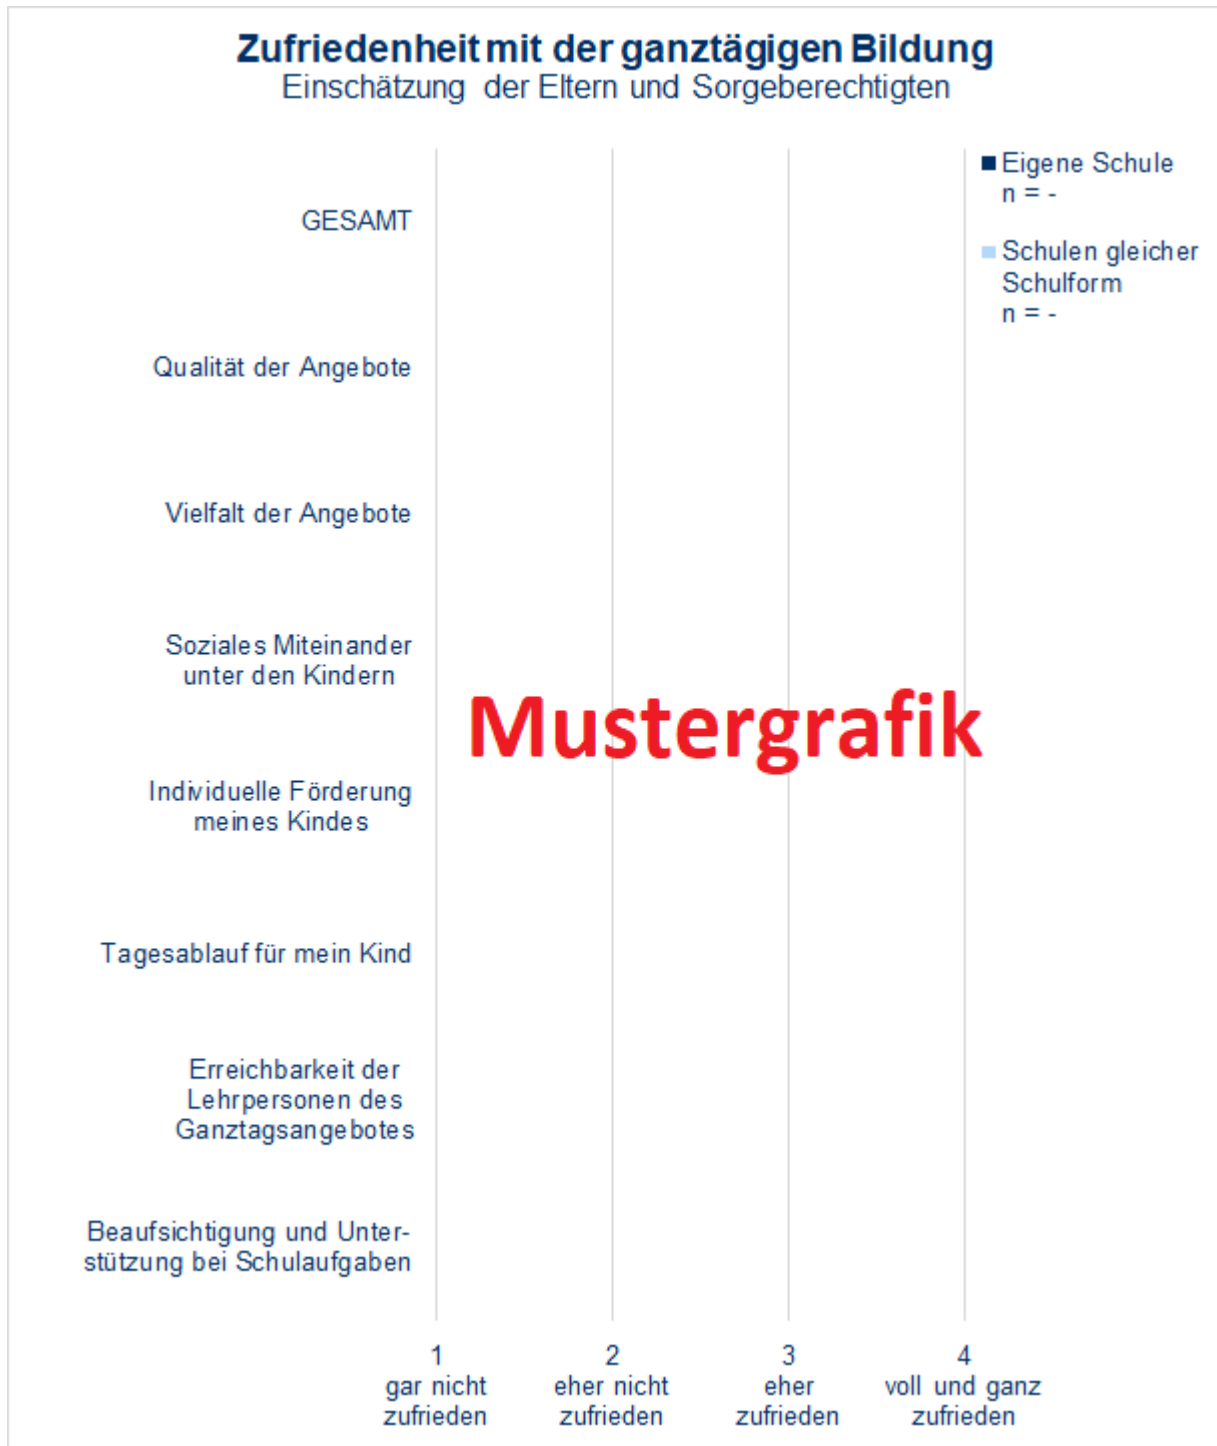 Zufriedenheit mit der ganztägigen Bildung
Einschätzung der Eltern und Sorgeberechtigten
Eigene Schule
n = -
Schulen gleicher
Schulform
n = -
GESAMT
Qualität der Angebote
Vielfalt der Angebote
Soziales Miteinander
unter den Kindern
Mustergrafik
Individuelle Förderung
meines Kindes
Tagesablauf für mein Kind
Erreichbarkeit der
Lehrpersonen des
Ganztagsangebotes
Beaufsichtigung und Unter-
stützung bei Schulaufgaben
1
gar nicht
zufrieden
2
eher nicht
zufrieden
3
eher
zufrieden
4
voll und ganz
zufrieden